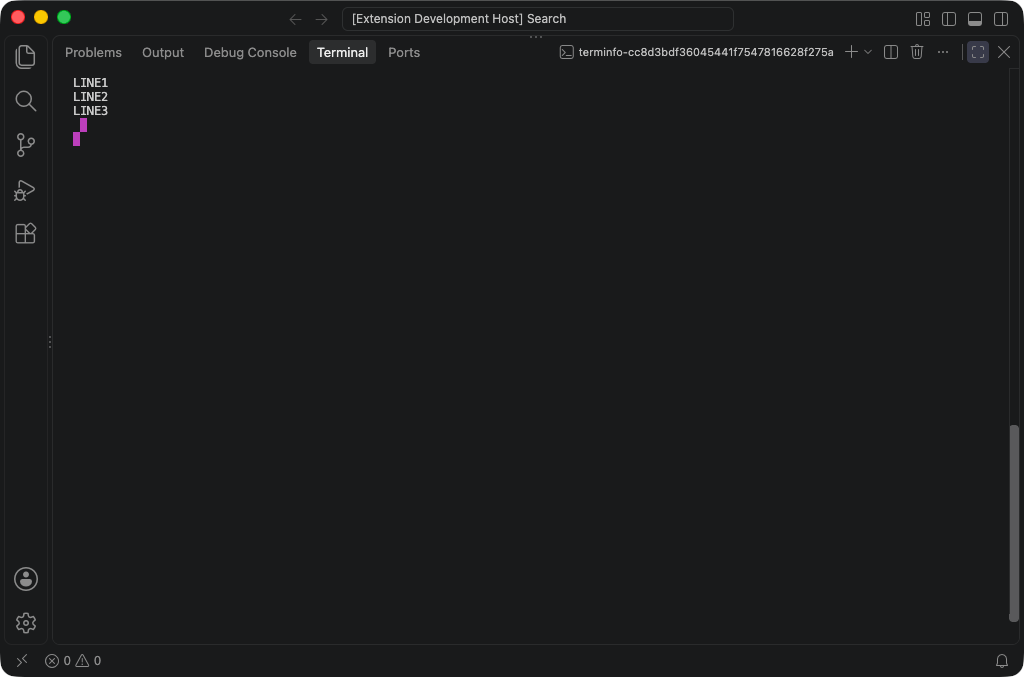 [Extension Development Host] Search
Problems Output Debug Console Terminal Ports terminfo-cc8d3bdf36045441f7547816628f275a
LINE1
LINE2
LINE3
0 0